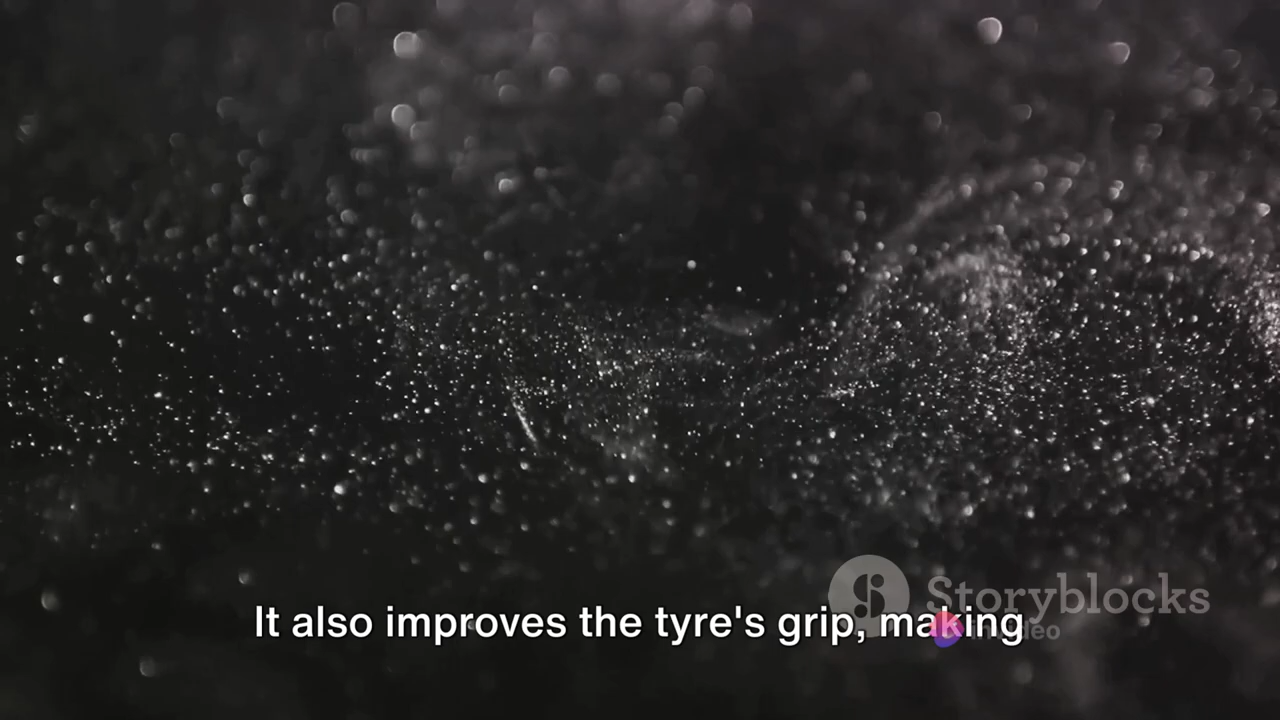 Storyblocks
It also improves the tyre's grip, making